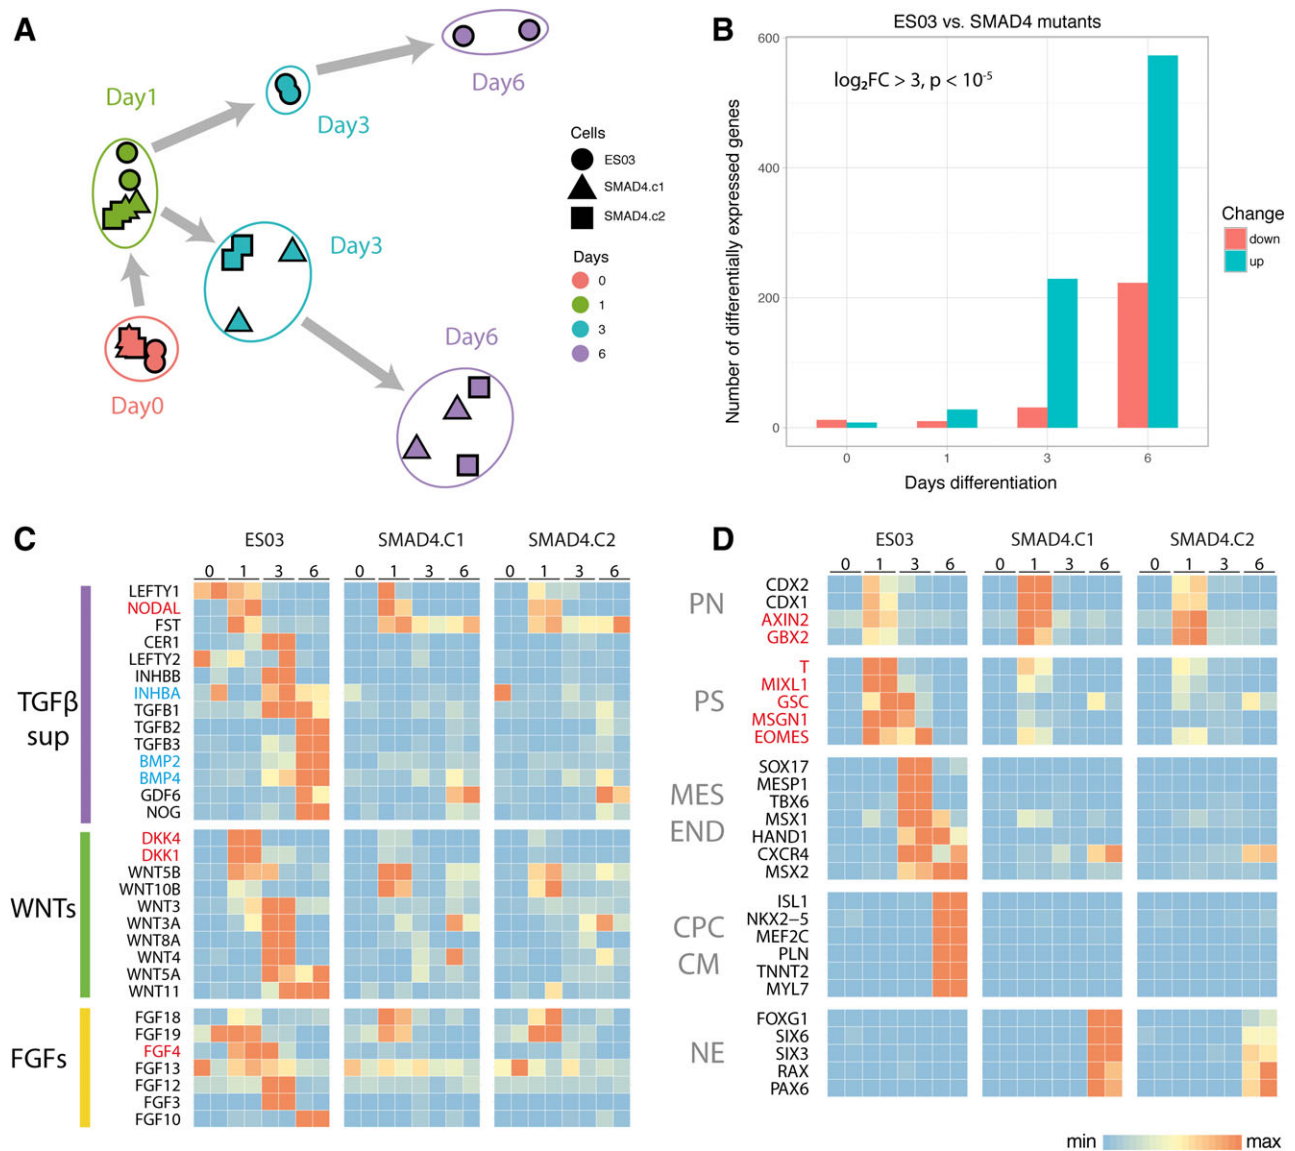 A
Day1
Day3
Day6
Day3
Day6
Day0
Cells
ES03
SMAD4.c1
SMAD4.c2
Days
0
1
3
6
B
ES03 vs. SMAD4 mutants
log₂FC > 3, p < 10⁻⁵
Number of differentially expressed genes
600
400
200
0
0 1 3 6
Days differentiation
Change
down
up
C
ES03 SMAD4.C1 SMAD4.C2
0 1 3 6 0 1 3 6 0 1 3 6
TGFβ
sup
LEFTY1
NODAL
FST
CER1
LEFTY2
INHBB
INHBA
TGFB1
TGFB2
TGFB3
BMP2
BMP4
GDF6
NOG
WNTs
DKK4
DKK1
WNT5B
WNT10B
WNT3
WNT3A
WNT8A
WNT4
WNT5A
WNT11
FGFs
FGF18
FGF19
FGF4
FGF13
FGF12
FGF3
FGF10
D
ES03 SMAD4.C1 SMAD4.C2
0 1 3 6 0 1 3 6 0 1 3 6
PN
CDX2
CDX1
AXIN2
GBX2
PS
T
MIXL1
GSC
MSGN1
EOMES
MES
END
SOX17
MESP1
TBX6
MSX1
HAND1
CXCR4
MSX2
CPC
CM
ISL1
NKX2−5
MEF2C
PLN
TNNT2
MYL7
NE
FOXG1
SIX6
SIX3
RAX
PAX6
min max